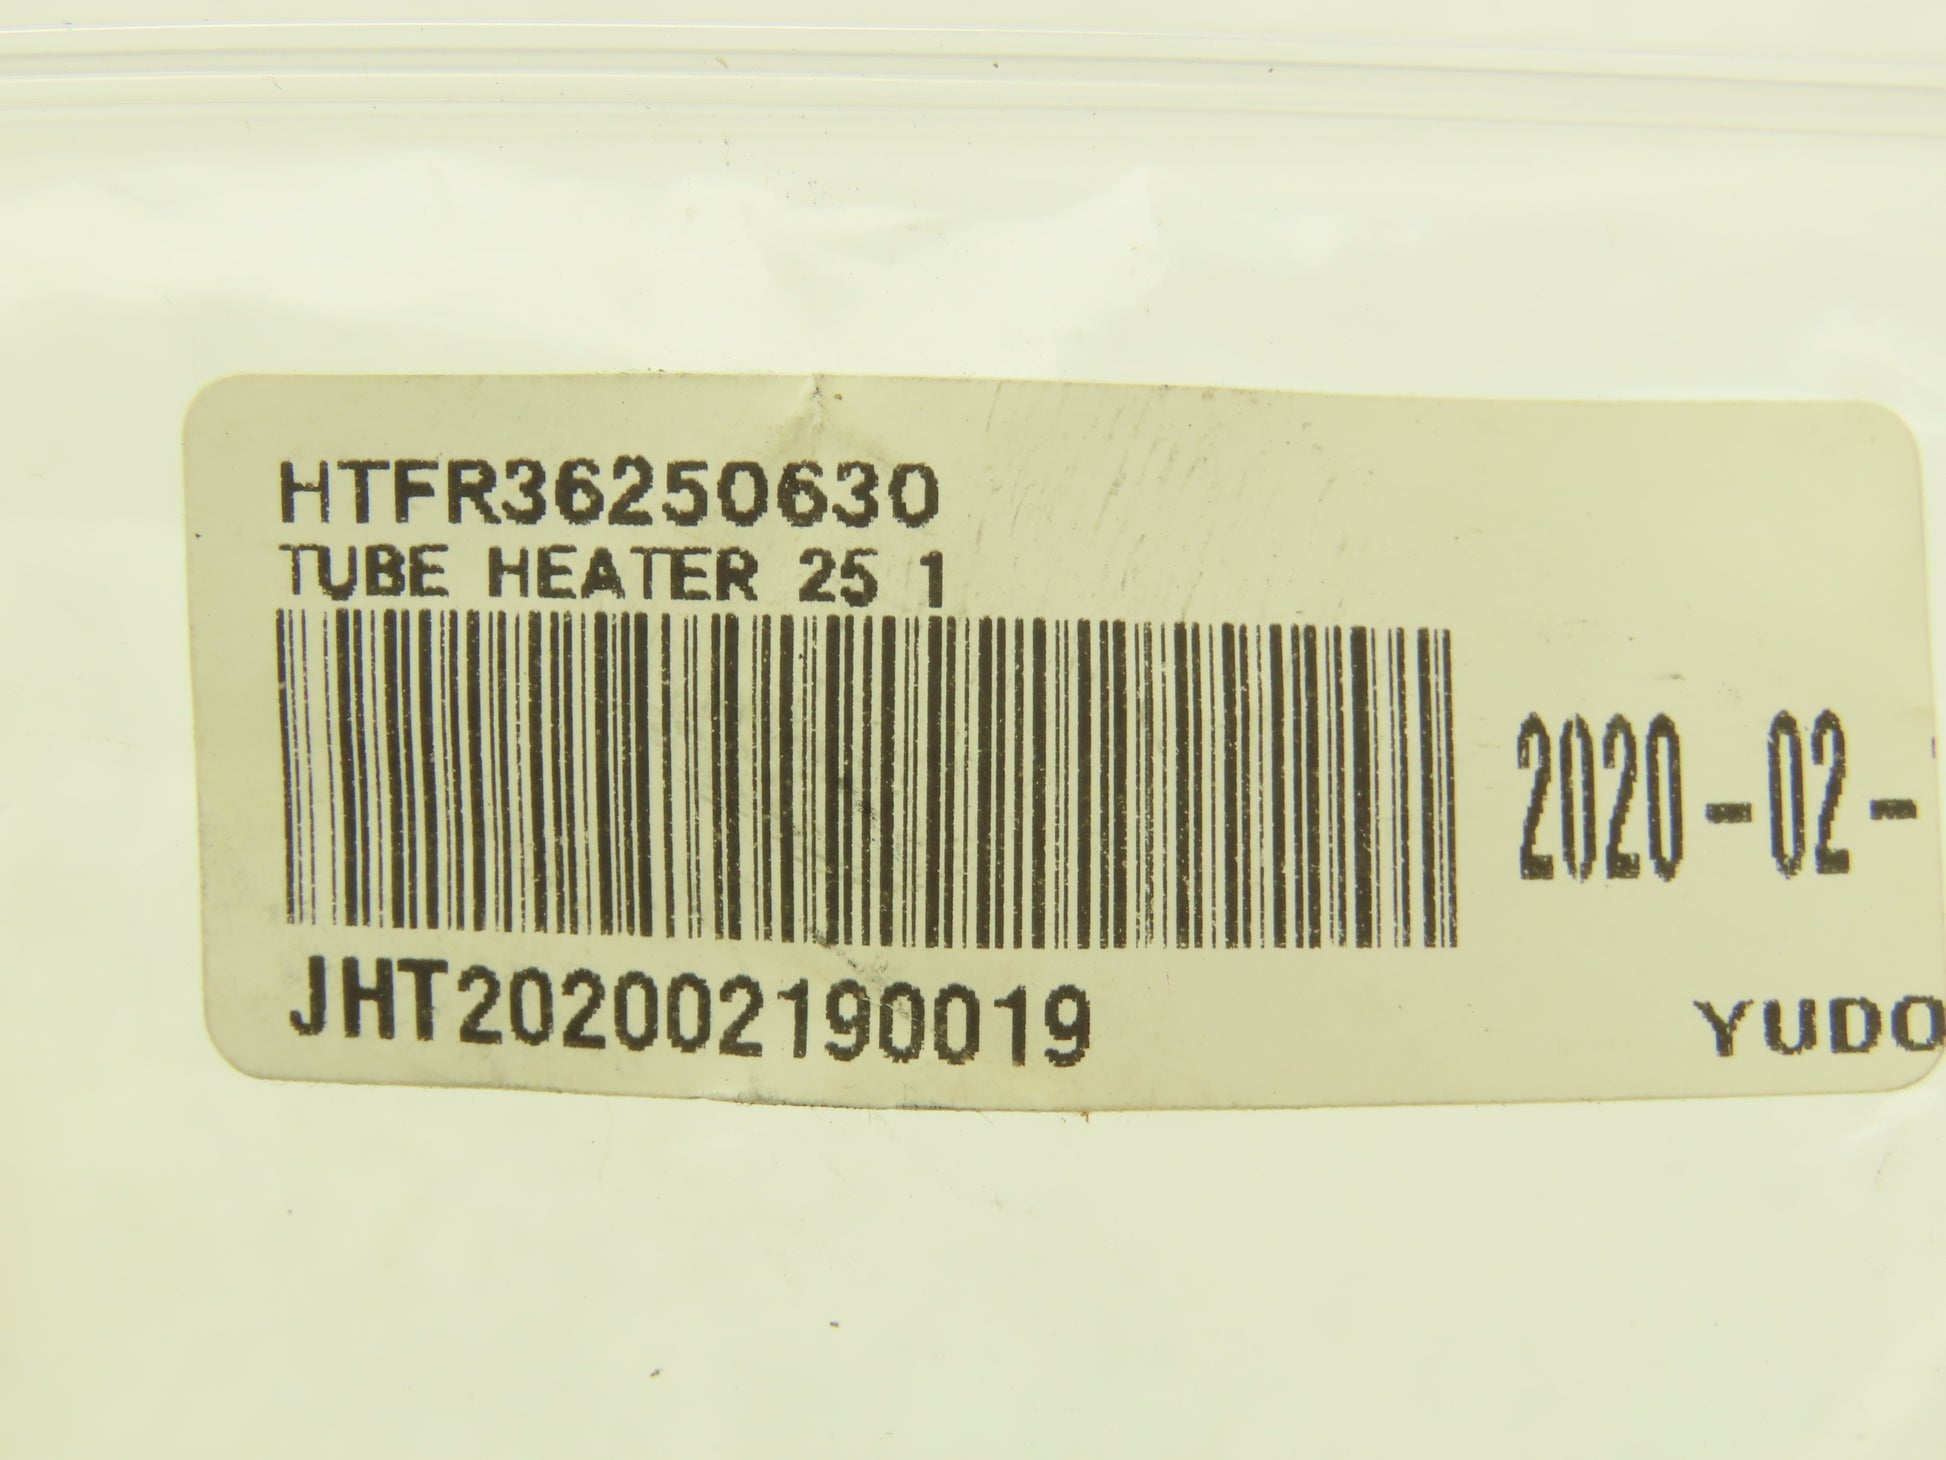 HTFR36250630
TUBE HEATER 25 1
2020-02-
JHT202002190019
YUDO